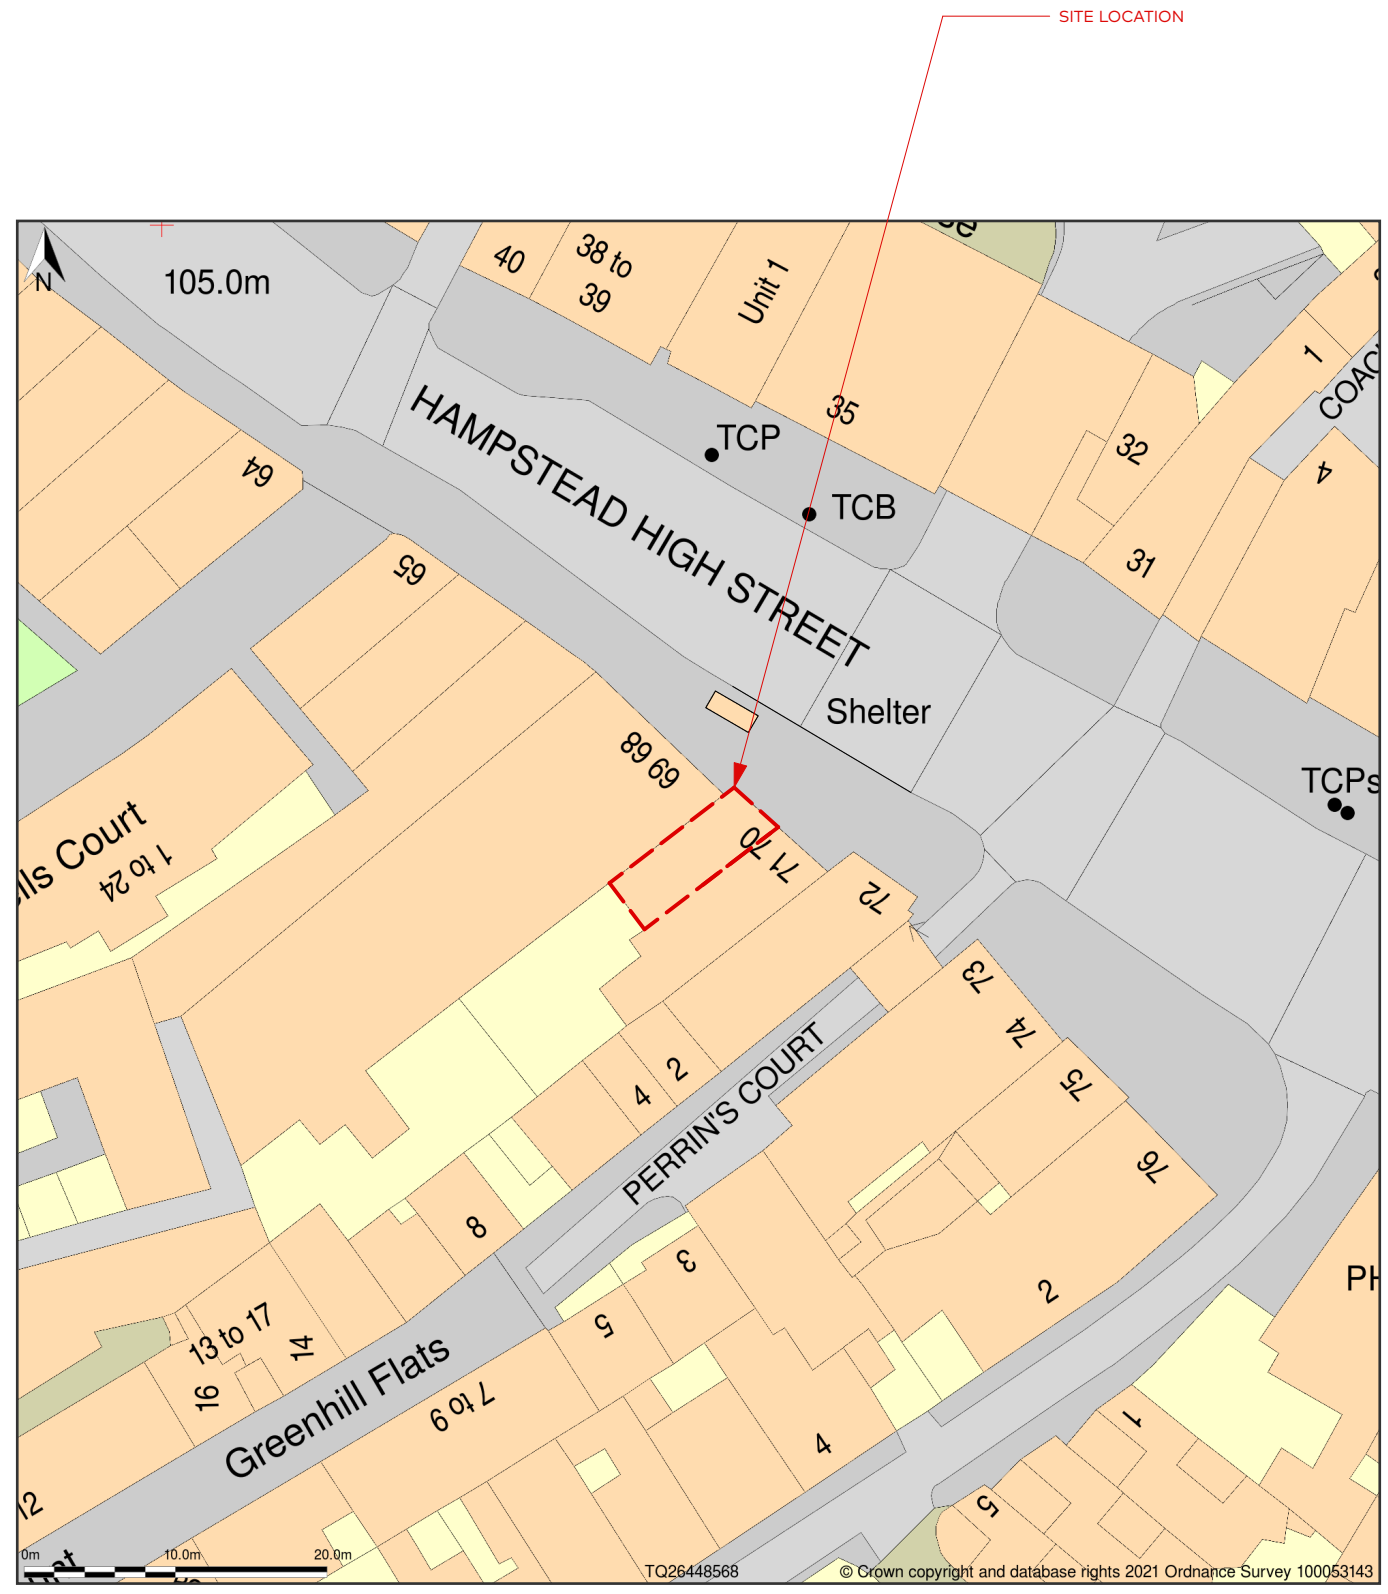 SITE LOCATION
se
105.0m
N
40
38 to
39
Unit 1
35
1
COAC
TCP
TCB
32
4
31
64
65
HAMPSTEAD HIGH STREET
Shelter
TCPs
68 69
70 71
72
lls Court
1 to 24
73
74
75
76
2
4
PERRIN'S COURT
8
3
2
5
PH
13 to 17
14
16
Greenhill Flats
7 to 9
4
1
5
12
0m
10.0m
20.0m
TQ26448568
© Crown copyright and database rights 2021 Ordnance Survey 100053143